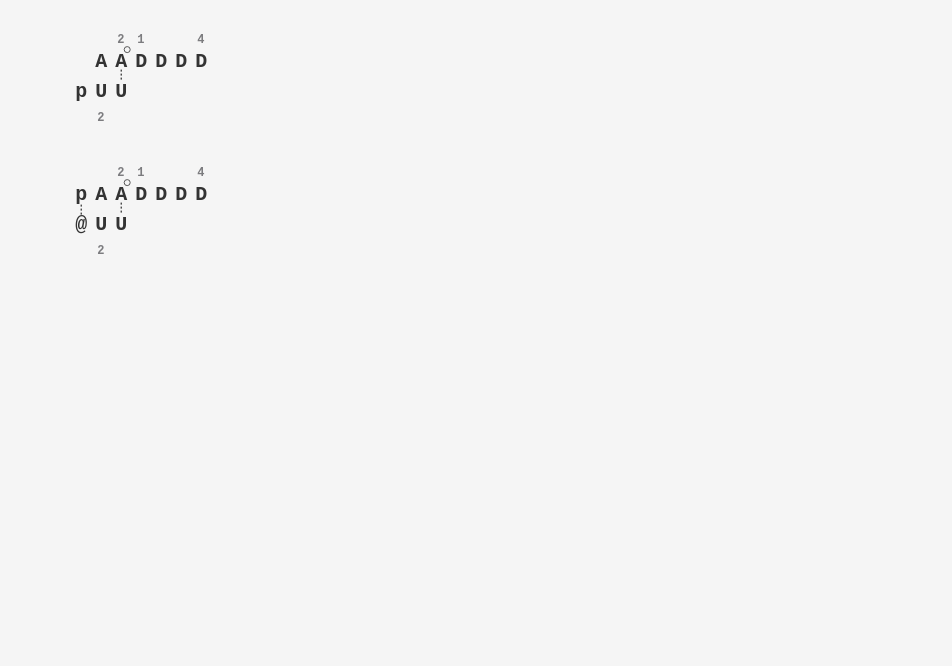 2 1 4
A A D D D D
p U U
2
2 1 4
p A A D D D D
@ U U
2